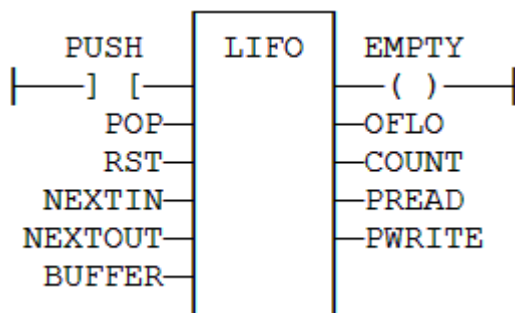 PUSH LIFO EMPTY
] [ ( )
POP OFLO
RST COUNT
NEXTIN PREAD
NEXTOUT PWRITE
BUFFER